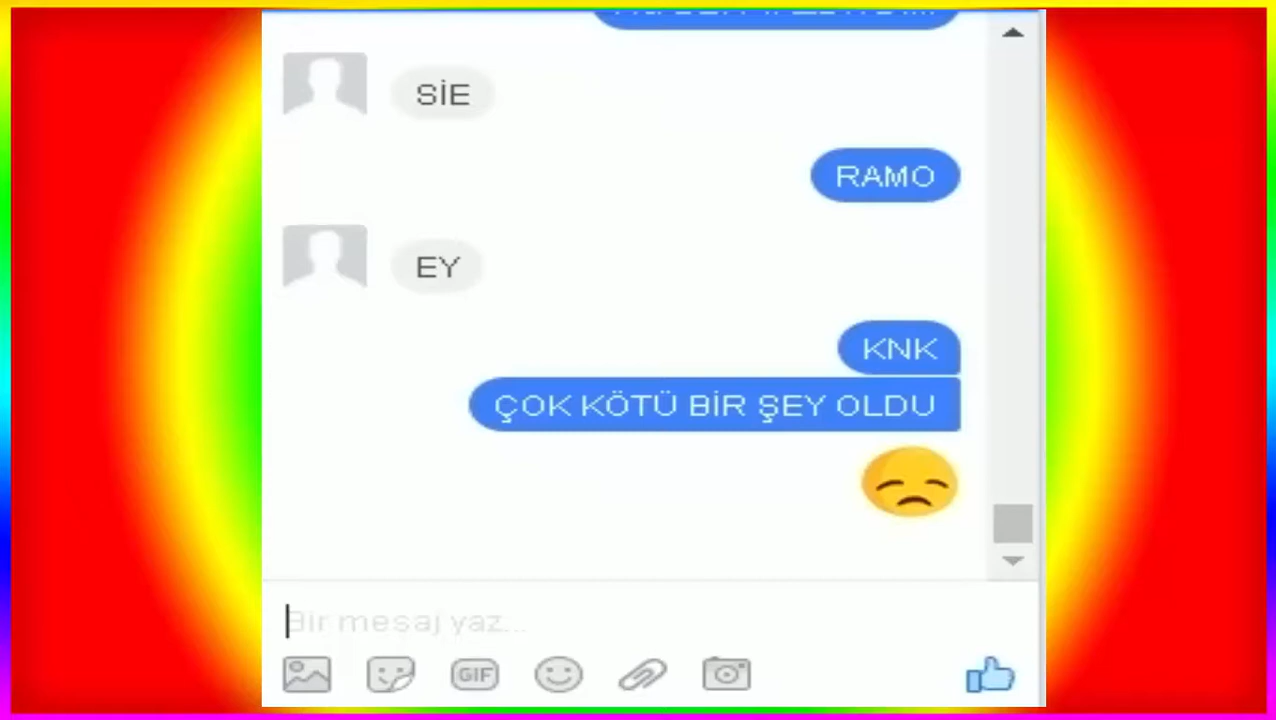 SİE
RAMO
EY
KNK
ÇOK KÖTÜ BİR ŞEY OLDU
Bir mesaj yaz...
GIF